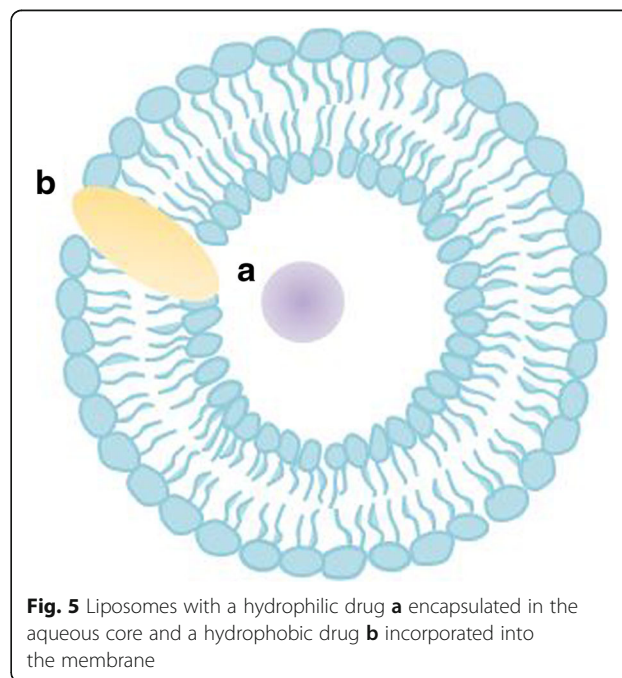 b
a
Fig. 5 Liposomes with a hydrophilic drug a encapsulated in the
aqueous core and a hydrophobic drug b incorporated into
the membrane